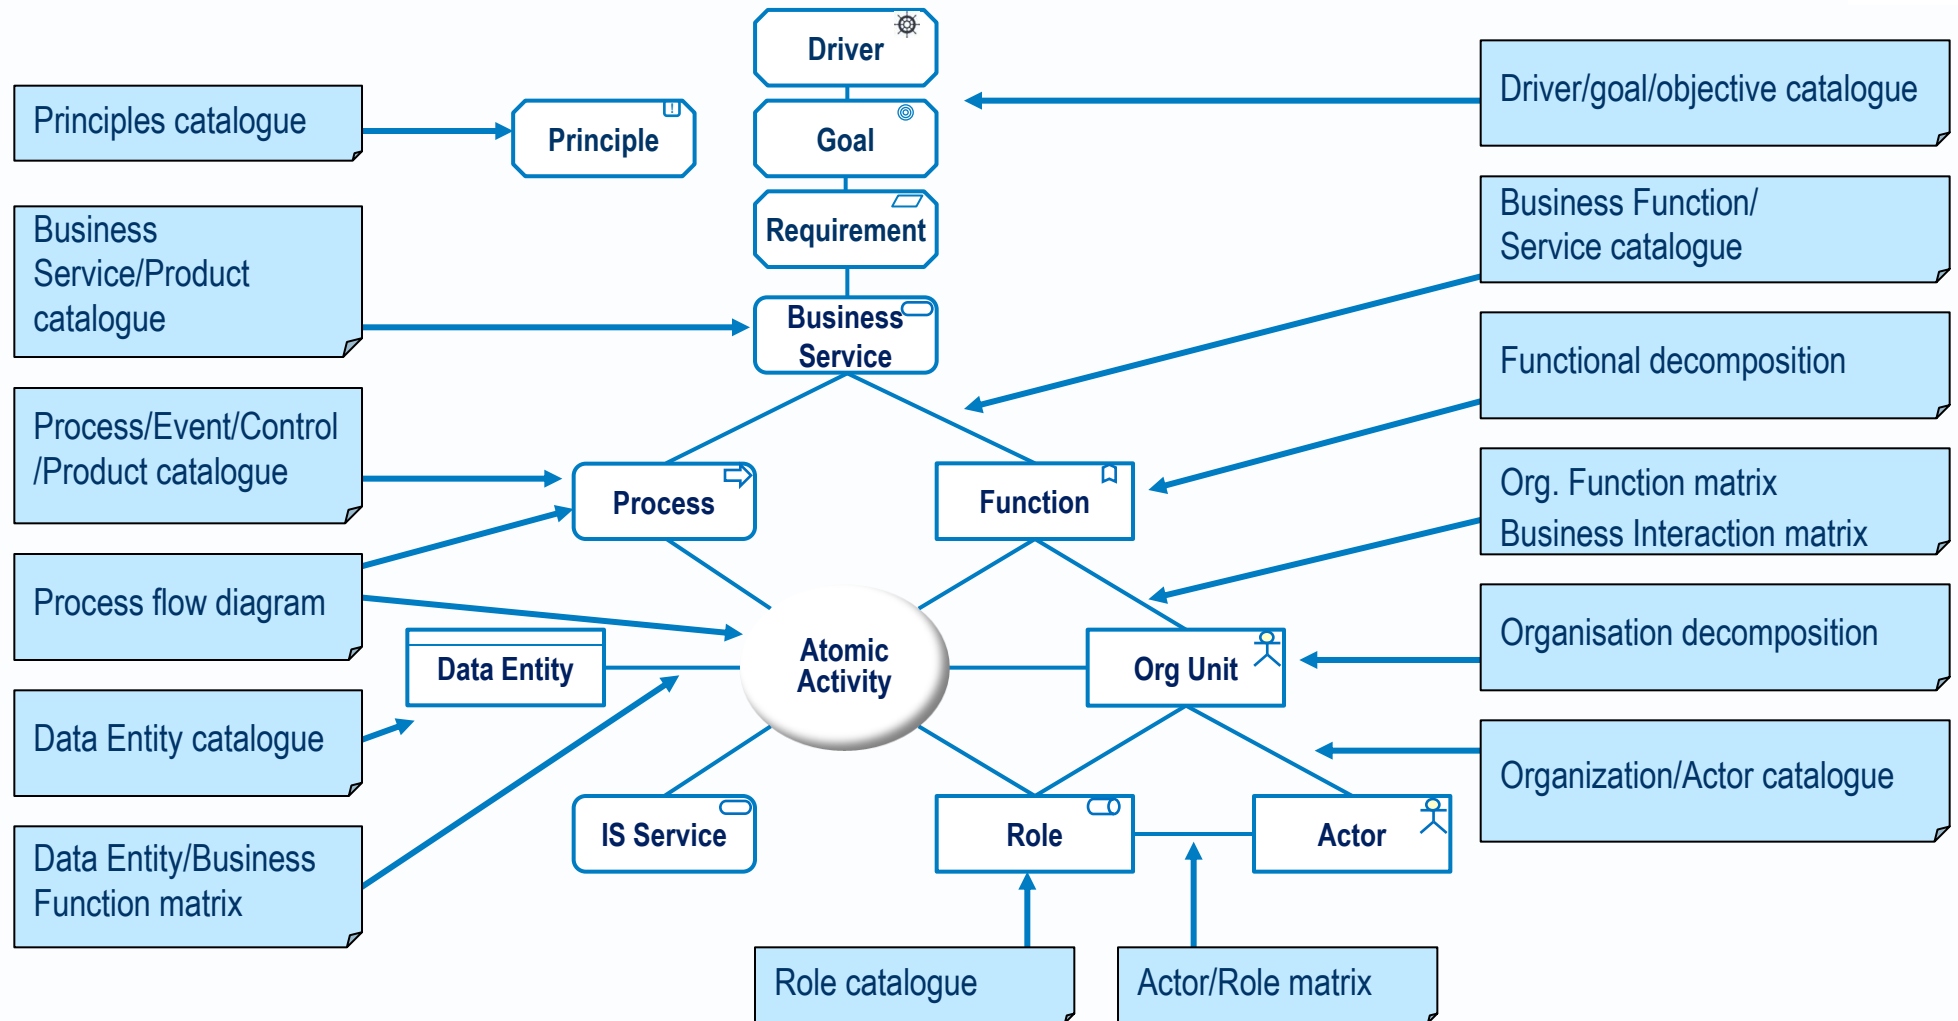 Driver
Driver/goal/objective catalogue
Principles catalogue
Principle
Goal
Business Function/
Service catalogue
Requirement
Business
Service/Product
catalogue
Business
Service
Functional decomposition
Process/Event/Control
/Product catalogue
Process
Function
Org. Function matrix
Business Interaction matrix
Process flow diagram
Atomic
Activity
Data Entity
Org Unit
Organisation decomposition
Data Entity catalogue
Organization/Actor catalogue
IS Service
Role
Actor
Data Entity/Business
Function matrix
Role catalogue
Actor/Role matrix